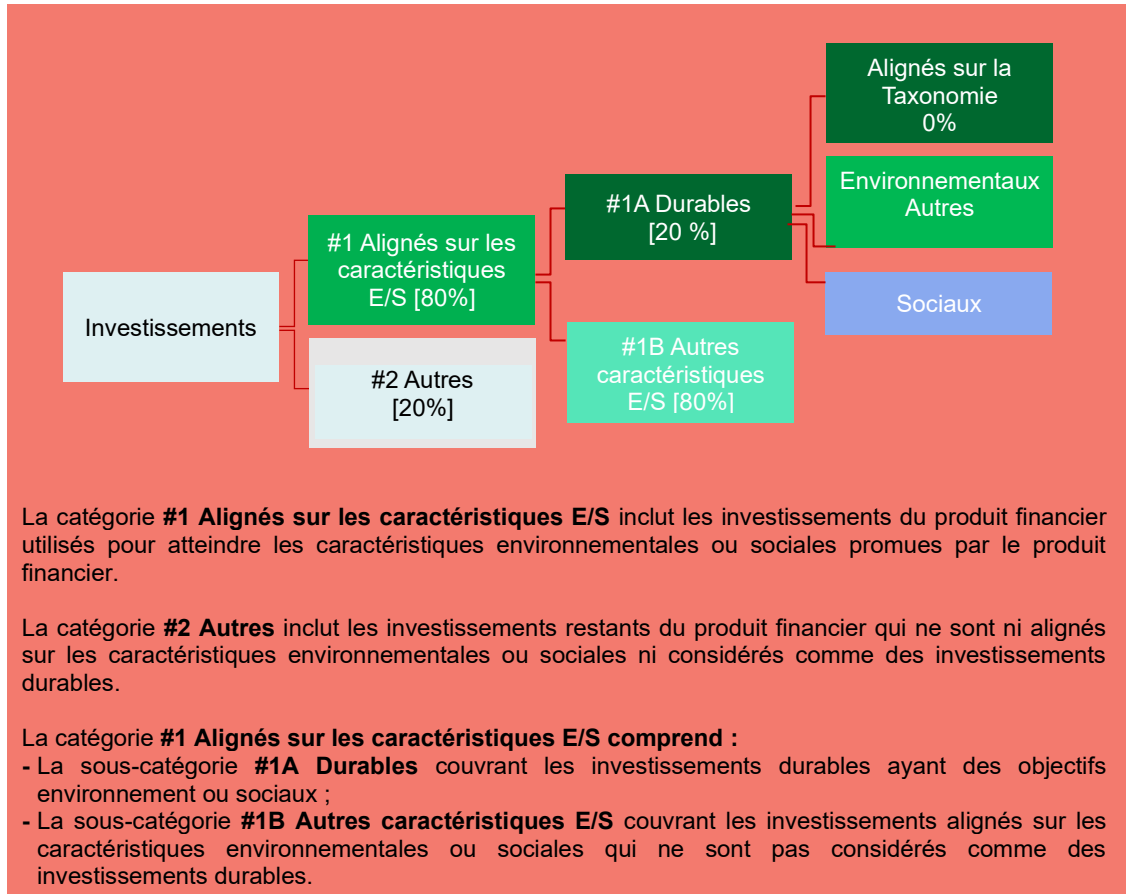 Alignés sur la
Taxonomie
0%
Environnementaux
Autres
#1A Durables
[20 %]
#1 Alignés sur les
caractéristiques
E/S [80%]
Sociaux
Investissements
#1B Autres
caractéristiques
E/S [80%]
#2 Autres
[20%]
La catégorie #1 Alignés sur les caractéristiques E/S inclut les investissements du produit financier
utilisés pour atteindre les caractéristiques environnementales ou sociales promues par le produit
financier.
La catégorie #2 Autres inclut les investissements restants du produit financier qui ne sont ni alignés
sur les caractéristiques environnementales ou sociales ni considérés comme des investissements
durables.
La catégorie #1 Alignés sur les caractéristiques E/S comprend :
- La sous-catégorie #1A Durables couvrant les investissements durables ayant des objectifs
environnement ou sociaux ;
- La sous-catégorie #1B Autres caractéristiques E/S couvrant les investissements alignés sur les
caractéristiques environnementales ou sociales qui ne sont pas considérés comme des
investissements durables.